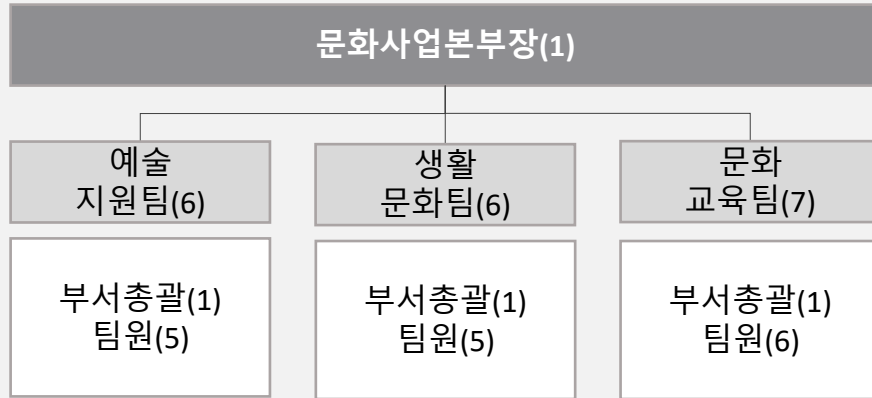 문화사업본부장(1)
예술
지원팀(6)
생활
문화팀(6)
문화
교육팀(7)
부서총괄(1)
팀원(5)
부서총괄(1)
팀원(5)
부서총괄(1)
팀원(6)